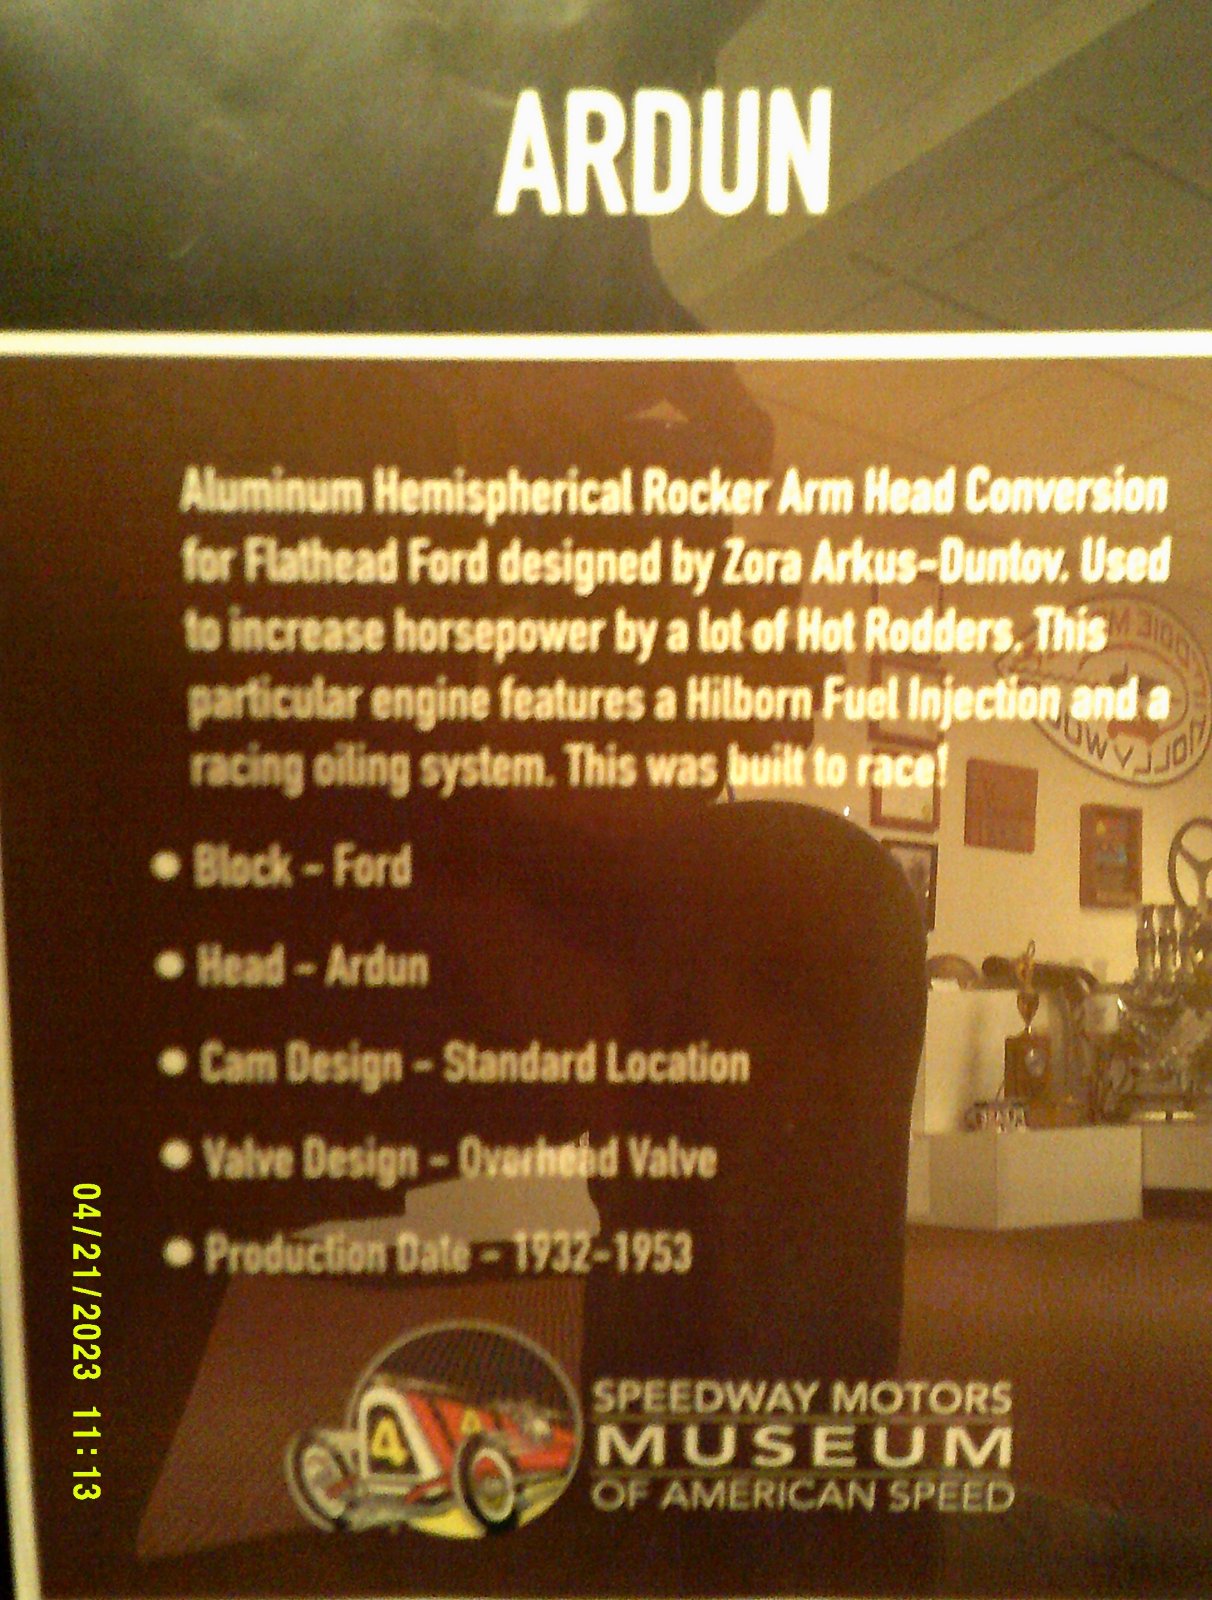 ARDUN
Aluminum Hemispherical Rocker Arm Head Conversion
for Flathead Ford designed by Zora Arkus-Duntov. Used
to increase horsepower by a lot of Hot Rodders. This
particular engine features a Hilborn Fuel Injection and a
racing oiling system. This was built to race!
Block - Ford
Head - Ardun
Cam Design - Standard Location
Valve Design - Overhead Valve
Production Date - 1932-1953
4
4
SPEEDWAY MOTORS
MUSEUM
OF AMERICAN SPEED
04/21/2023 11:13